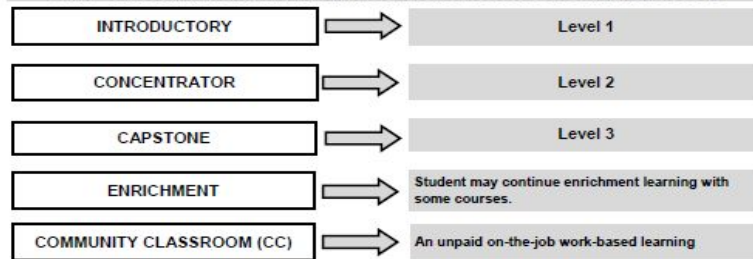 INTRODUCTORY
Level 1
CONCENTRATOR
Level 2
CAPSTONE
Level 3
ENRICHMENT
Student may continue enrichment learning with
some courses.
COMMUNITY CLASSROOM (CC)
An unpaid on-the-job work-based learning